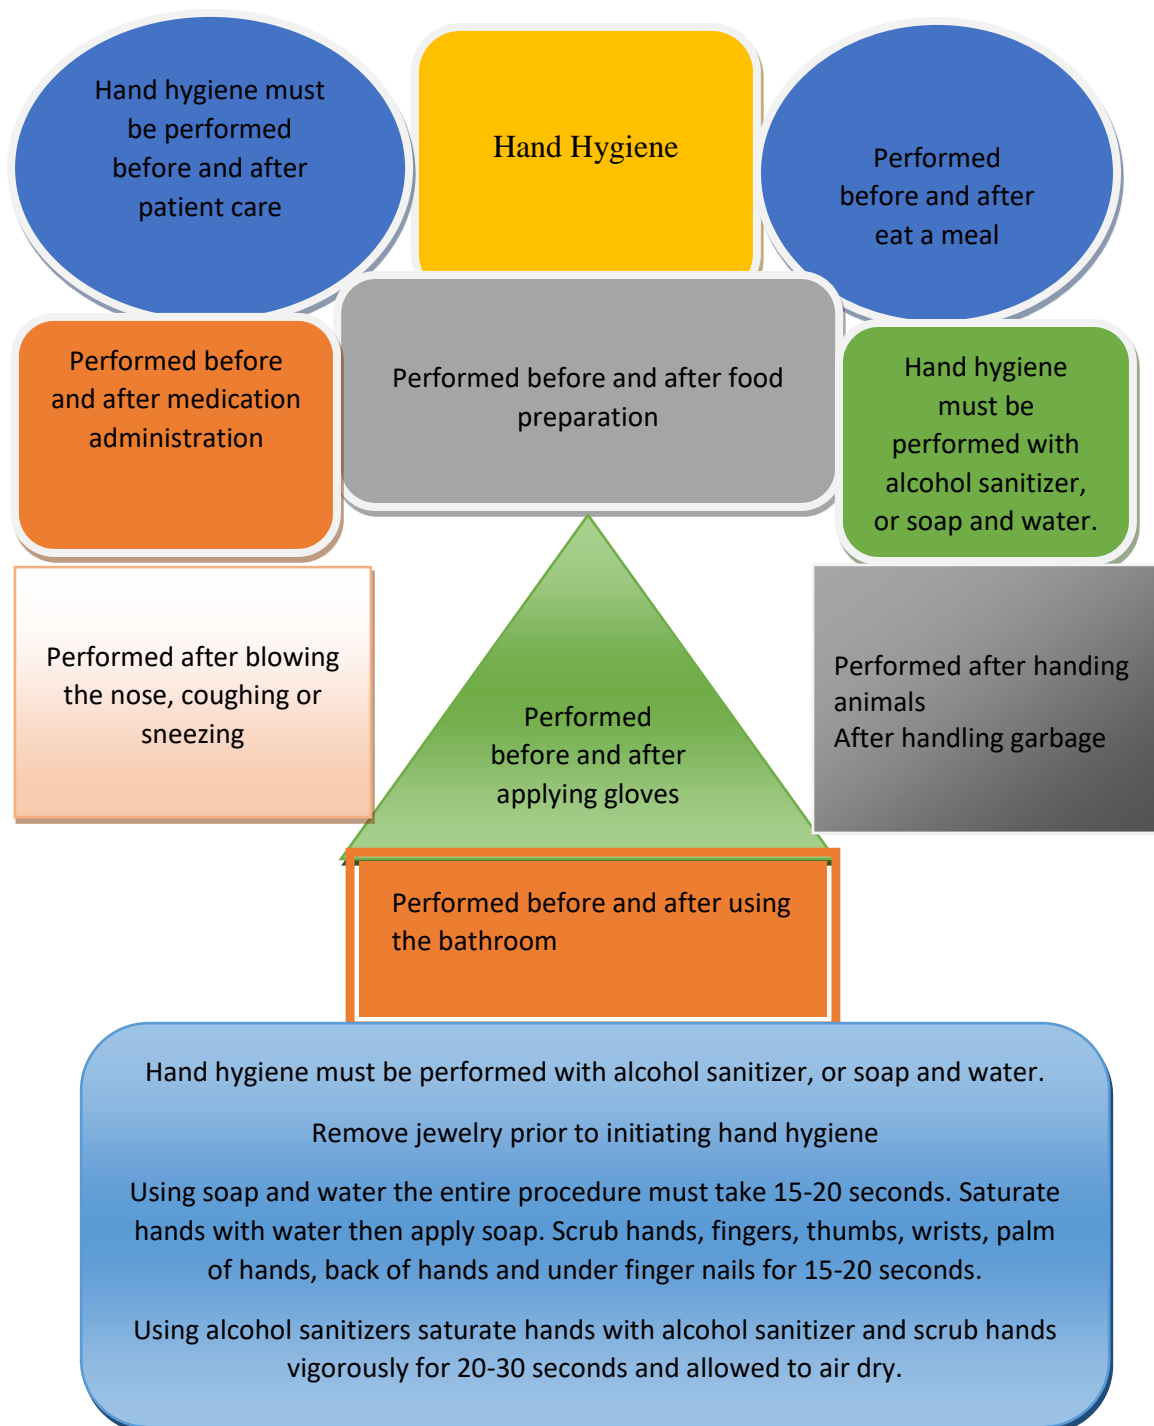 Hand hygiene must
be performed
before and after
patient care
Hand Hygiene
Performed
before and after
eat a meal
Performed before
and after medication
administration
Performed before and after food
preparation
Hand hygiene
must be
performed with
alcohol sanitizer,
or soap and water.
Performed after blowing
the nose, coughing or
sneezing
Performed
before and after
applying gloves
Performed after handing
animals
After handling garbage
Performed before and after using
the bathroom
Hand hygiene must be performed with alcohol sanitizer, or soap and water.
Remove jewelry prior to initiating hand hygiene
Using soap and water the entire procedure must take 15-20 seconds. Saturate
hands with water then apply soap. Scrub hands, fingers, thumbs, wrists, palm
of hands, back of hands and under finger nails for 15-20 seconds.
Using alcohol sanitizers saturate hands with alcohol sanitizer and scrub hands
vigorously for 20-30 seconds and allowed to air dry.